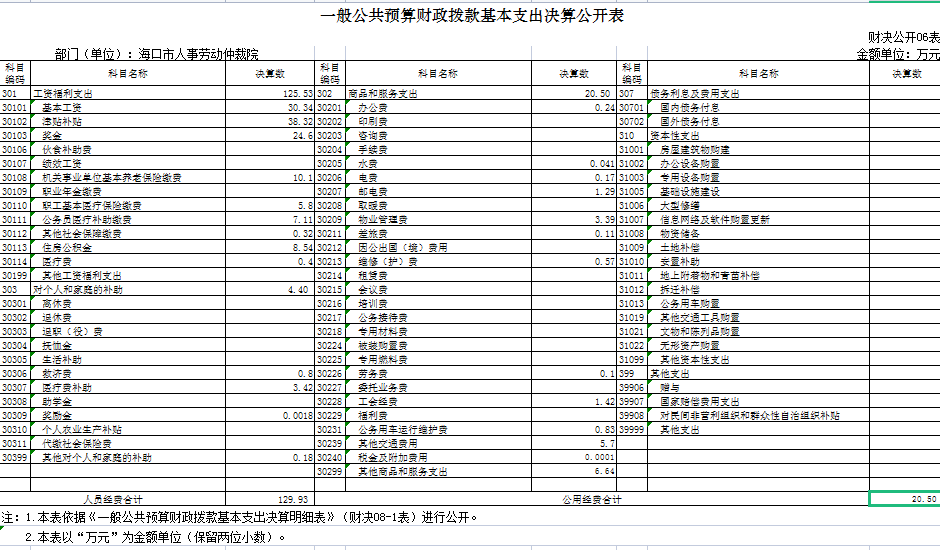 一般公共预算财政拨款基本支出决算公开表
财决公开06表
部门（单位）：海口市人事劳动仲裁院 金额单位：万元
科目编码 科目名称 决算数 科目编码 科目名称 决算数 科目编码 科目名称 决算数
301 工资福利支出 125.53 302 商品和服务支出 20.50 307 债务利息及费用支出
30101 基本工资 30.34 30201 办公费 0.24 30701 国内债务付息
30102 津贴补贴 38.32 30202 印刷费 30702 国外债务付息
30103 奖金 24.6 30203 咨询费 310 资本性支出
30106 伙食补助费 30204 手续费 31001 房屋建筑物购建
30107 绩效工资 30205 水费 0.041 31002 办公设备购置
30108 机关事业单位基本养老保险缴费 10.1 30206 电费 0.17 31003 专用设备购置
30109 职业年金缴费 30207 邮电费 1.29 31005 基础设施建设
30110 职工基本医疗保险缴费 5.8 30208 取暖费 31006 大型修缮
30111 公务员医疗补助缴费 7.11 30209 物业管理费 3.39 31007 信息网络及软件购置更新
30112 其他社会保障缴费 0.32 30211 差旅费 0.11 31008 物资储备
30113 住房公积金 8.54 30212 因公出国（境）费用 31009 土地补偿
30114 医疗费 0.4 30213 维修（护）费 0.57 31010 安置补助
30199 其他工资福利支出 30214 租赁费 31011 地上附着物和青苗补偿
303 对个人和家庭的补助 4.40 30215 会议费 31012 拆迁补偿
30301 离休费 30216 培训费 31013 公务用车购置
30302 退休费 30217 公务接待费 31019 其他交通工具购置
30303 退职（役）费 30218 专用材料费 31021 文物和陈列品购置
30304 抚恤金 30224 被装购置费 31022 无形资产购置
30305 生活补助 30225 专用燃料费 31099 其他资本性支出
30306 救济费 0.8 30226 劳务费 0.1 399 其他支出
30307 医疗费补助 3.42 30227 委托业务费 39906 赠与
30308 助学金 30228 工会经费 1.42 39907 国家赔偿费用支出
30309 奖励金 0.0018 30229 福利费 39908 对民间非营利组织和群众性自治组织补贴
30310 个人农业生产补贴 30231 公务用车运行维护费 0.83 39999 其他支出
30311 代缴社会保险费 30239 其他交通费用 5.7
30399 其他对个人和家庭的补助 0.18 30240 税金及附加费用 0.0001
30299 其他商品和服务支出 6.64
人员经费合计 129.93 公用经费合计 20.50
注：1.本表依据《一般公共预算财政拨款基本支出决算明细表》（财决08-1表）进行公开。
2.本表以“万元”为金额单位（保留两位小数）。